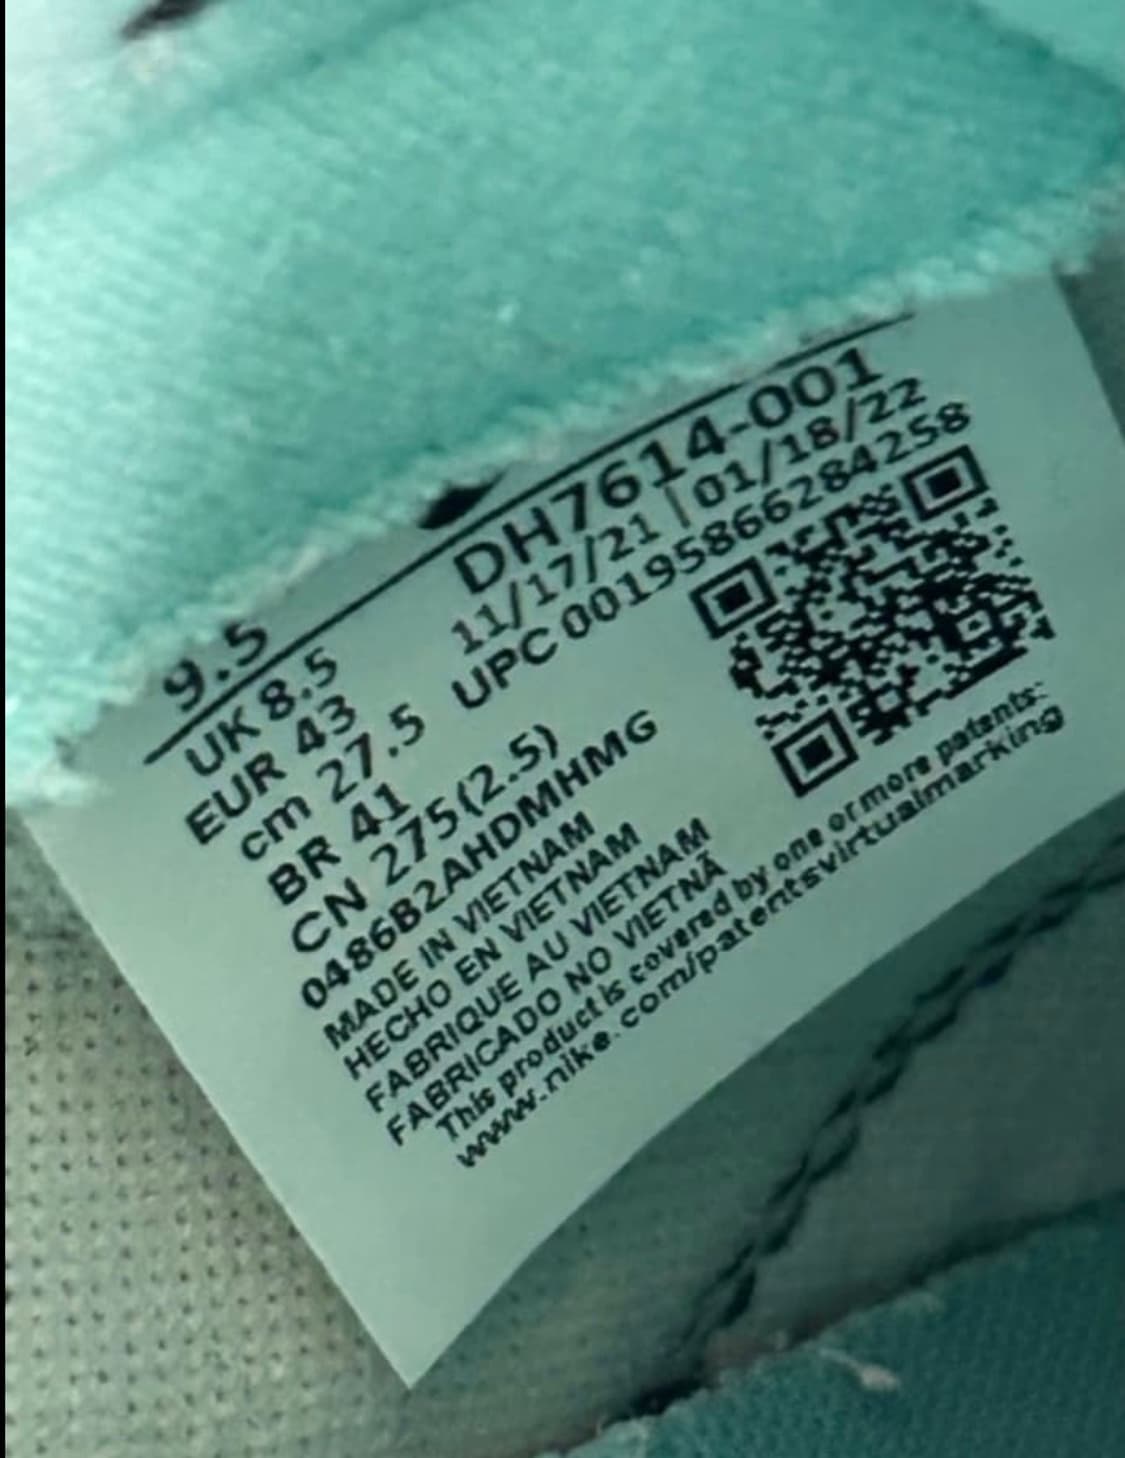 9.5 DH7614-001
UK 8.5 11/17/21 | 01/18/22
EUR 43 UPC 00195866284258
cm 27.5
BR 41
CN 275(2.5)
0486B2AHDMHMG
MADE IN VIETNAM
HECHO EN VIETNAM
FABRIQUE AU VIETNAM
FABRICADO NO VIETNÃ
This product is covered by one or more patents:
www.nike.com/patentsvirtualmarking